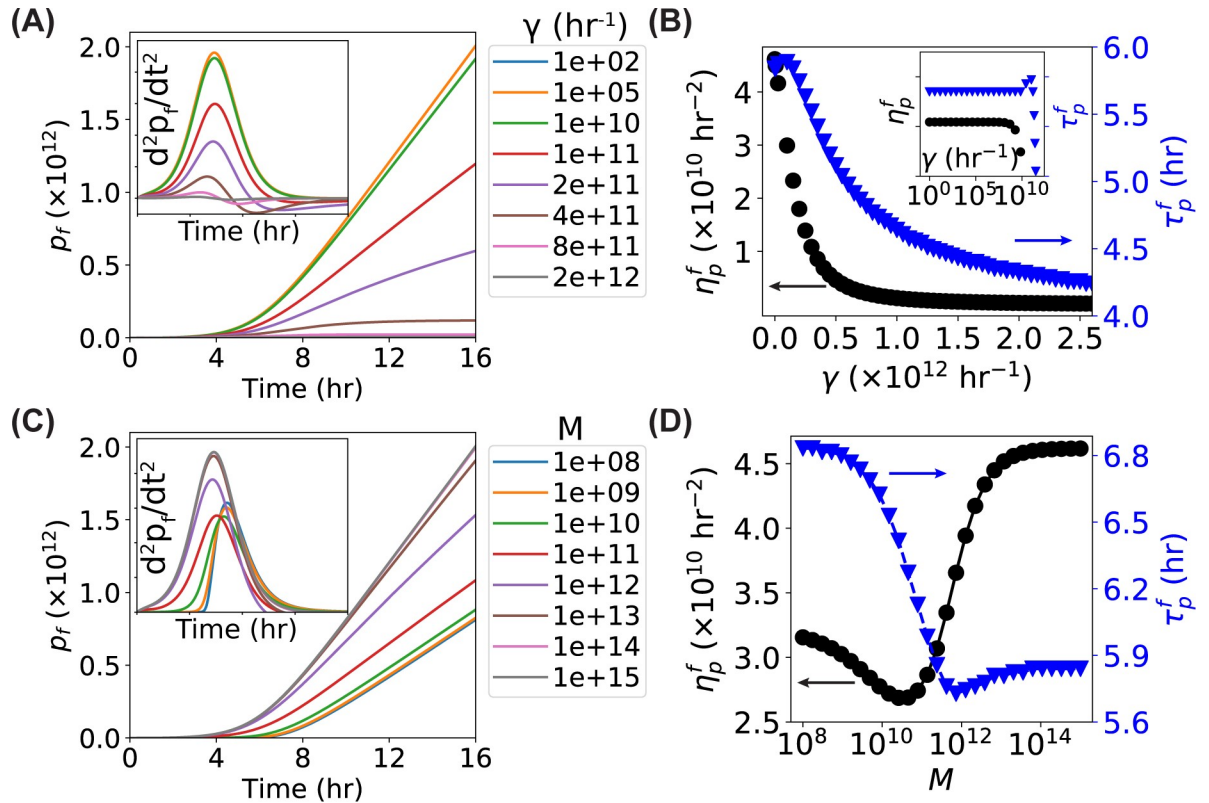 (A)
γ (hr⁻¹)
2.0
1.5
1.0
0.5
0.0
p_f (×10¹²)
d²p_f/dt²
Time (hr)
0 4 8 12 16
Time (hr)
1e+02
1e+05
1e+10
1e+11
2e+11
4e+11
8e+11
2e+12
(B)
4
3
2
1
η_p^f (×10¹⁰ hr⁻²)
6.0
5.5
5.0
4.5
4.0
τ_p^f (hr)
η_p^f
τ_p^f
γ (hr⁻¹)
10⁰ 10⁵ 10¹⁰
0.0 0.5 1.0 1.5 2.0 2.5
γ (×10¹² hr⁻¹)
(C)
M
2.0
1.5
1.0
0.5
0.0
p_f (×10¹²)
d²p_f/dt²
Time (hr)
0 4 8 12 16
Time (hr)
1e+08
1e+09
1e+10
1e+11
1e+12
1e+13
1e+14
1e+15
(D)
4.5
4.0
3.5
3.0
2.5
η_p^f (×10¹⁰ hr⁻²)
6.8
6.5
6.2
5.9
5.6
τ_p^f (hr)
10⁸ 10¹⁰ 10¹² 10¹⁴
M